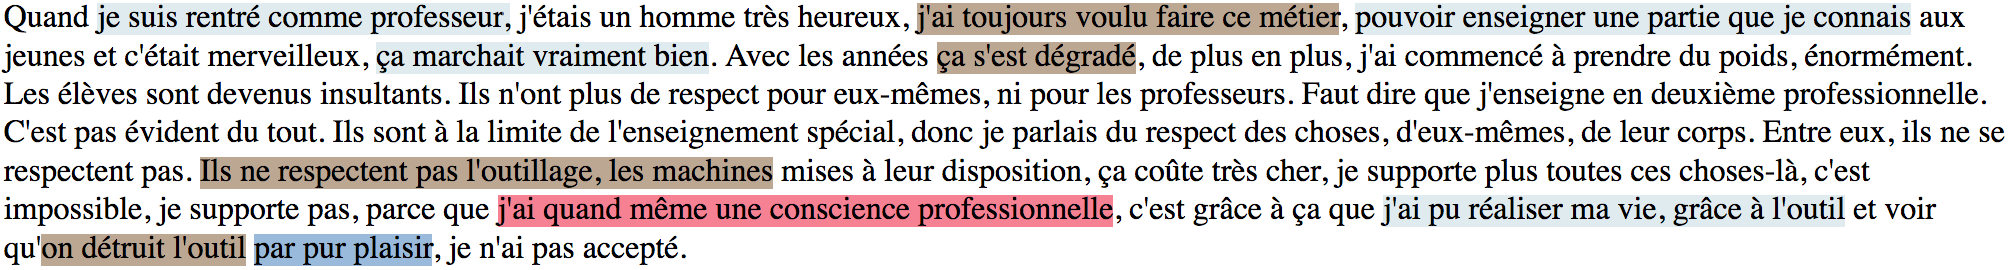 Quand je suis rentré comme professeur, j'étais un homme très heureux, j'ai toujours voulu faire ce métier, pouvoir enseigner une partie que je connais aux
jeunes et c'était merveilleux, ça marchait vraiment bien. Avec les années ça s'est dégradé, de plus en plus, j'ai commencé à prendre du poids, énormément.
Les élèves sont devenus insultants. Ils n'ont plus de respect pour eux-mêmes, ni pour les professeurs. Faut dire que j'enseigne en deuxième professionnelle.
C'est pas évident du tout. Ils sont à la limite de l'enseignement spécial, donc je parlais du respect des choses, d'eux-mêmes, de leur corps. Entre eux, ils ne se
respectent pas. Ils ne respectent pas l'outillage, les machines mises à leur disposition, ça coûte très cher, je supporte plus toutes ces choses-là, c'est
impossible, je supporte pas, parce que j'ai quand même une conscience professionnelle, c'est grâce à ça que j'ai pu réaliser ma vie, grâce à l'outil et voir
qu'on détruit l'outil par pur plaisir, je n'ai pas accepté.